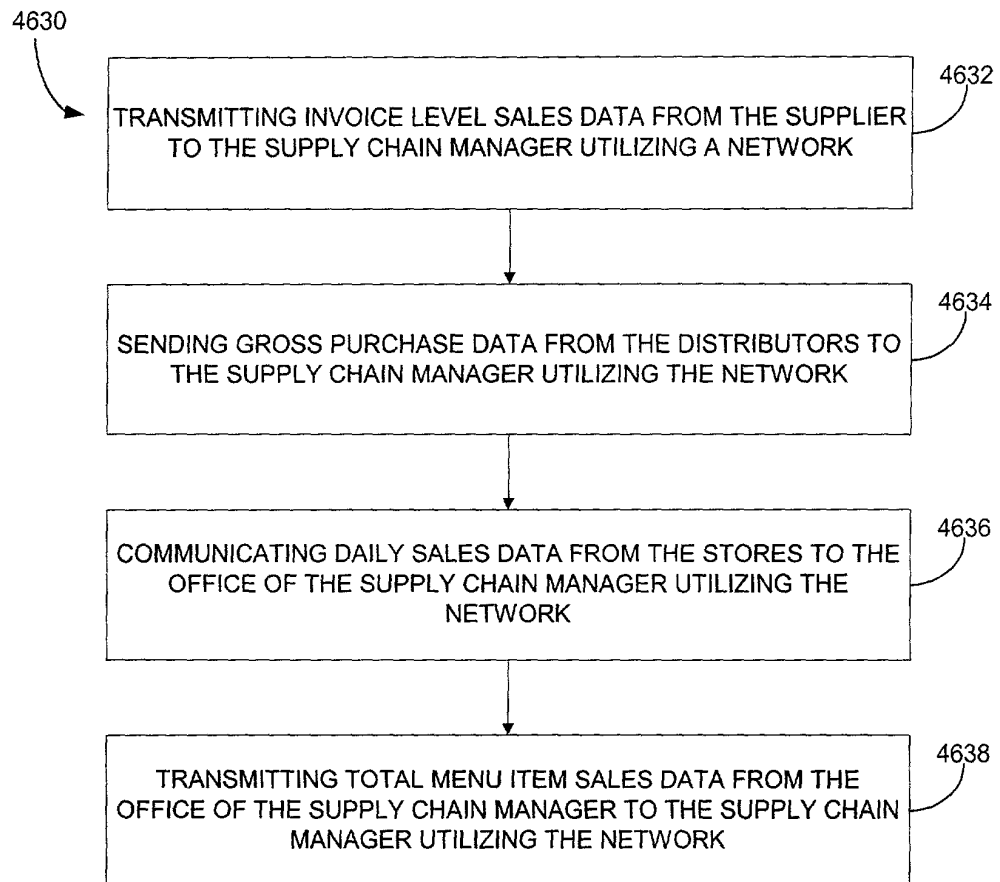 4630
4632
TRANSMITTING INVOICE LEVEL SALES DATA FROM THE SUPPLIER
TO THE SUPPLY CHAIN MANAGER UTILIZING A NETWORK
4634
SENDING GROSS PURCHASE DATA FROM THE DISTRIBUTORS TO
THE SUPPLY CHAIN MANAGER UTILIZING THE NETWORK
4636
COMMUNICATING DAILY SALES DATA FROM THE STORES TO THE
OFFICE OF THE SUPPLY CHAIN MANAGER UTILIZING THE
NETWORK
4638
TRANSMITTING TOTAL MENU ITEM SALES DATA FROM THE
OFFICE OF THE SUPPLY CHAIN MANAGER TO THE SUPPLY CHAIN
MANAGER UTILIZING THE NETWORK